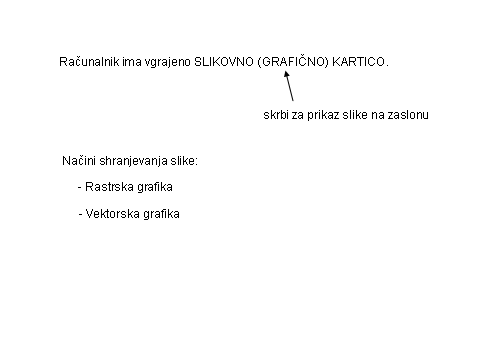 Računalnik ima vgrajeno SLIKOVNO (GRAFIČNO) KARTICO.
skrbi za prikaz slike na zaslonu
Načini shranjevanja slike:
- Rastrska grafika
- Vektorska grafika